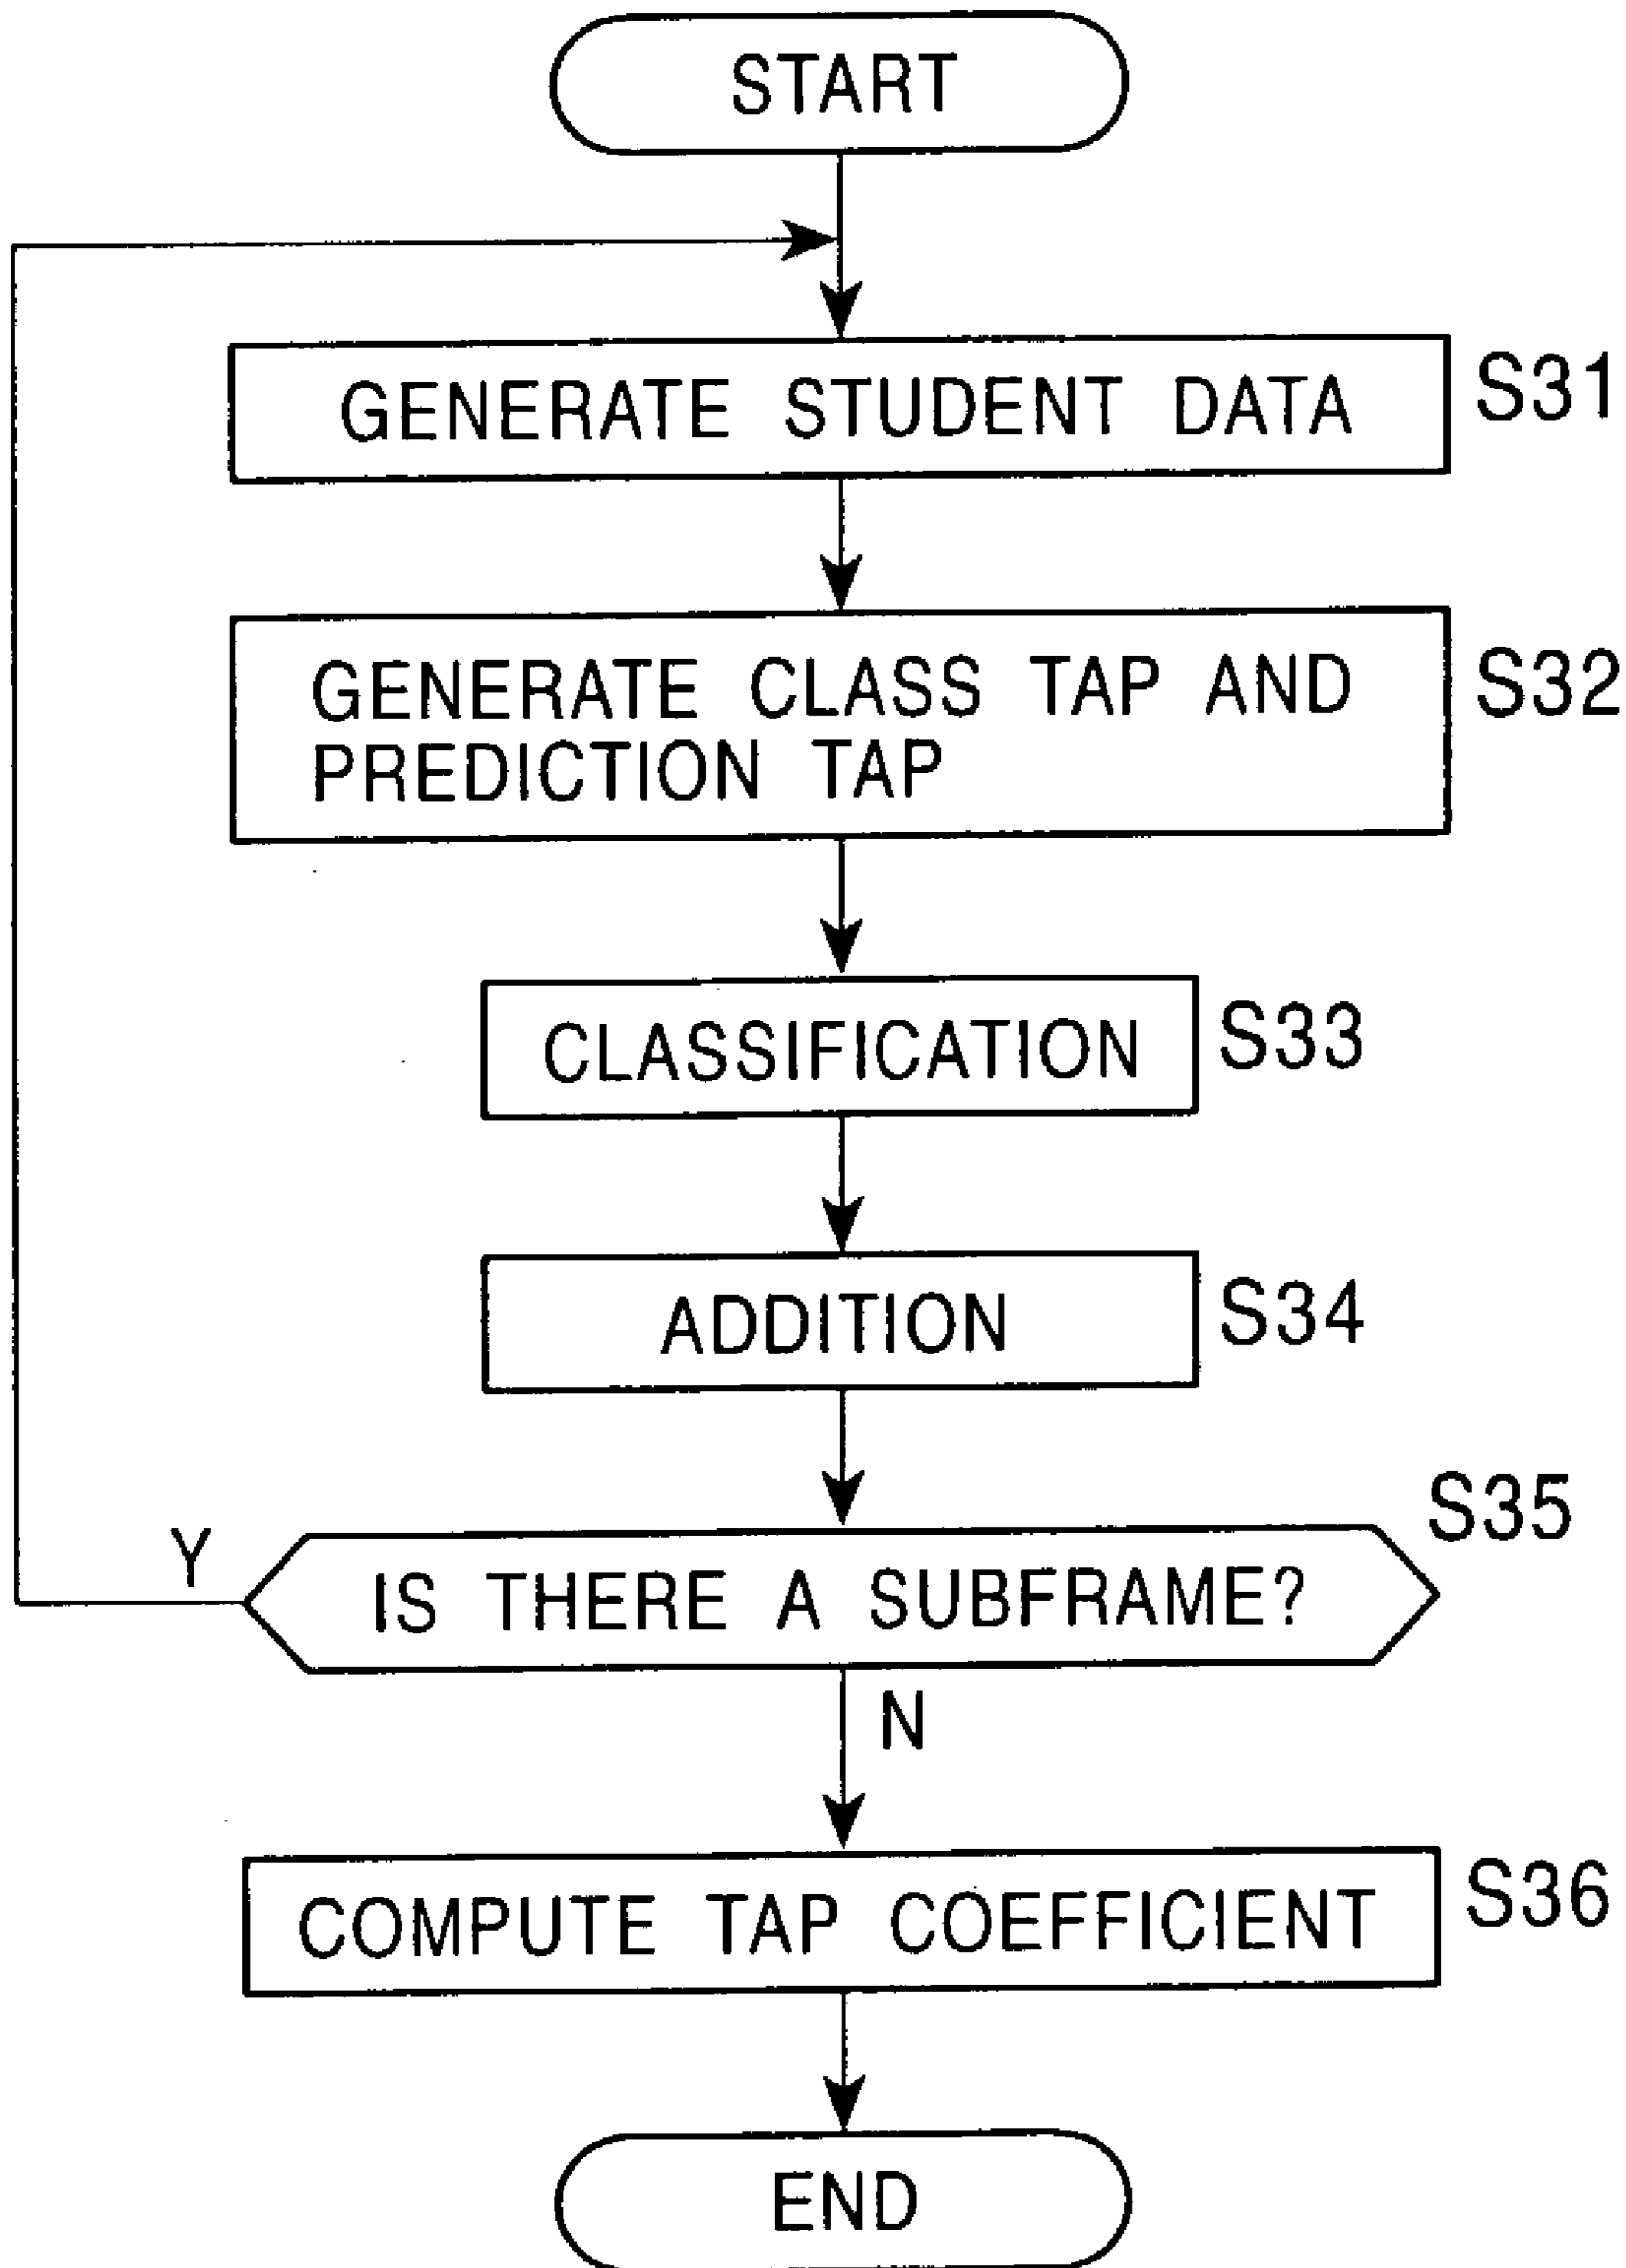 START
GENERATE STUDENT DATA
S31
GENERATE CLASS TAP AND
PREDICTION TAP
S32
CLASSIFICATION
S33
ADDITION
S34
S35
Y
IS THERE A SUBFRAME?
N
COMPUTE TAP COEFFICIENT
S36
END